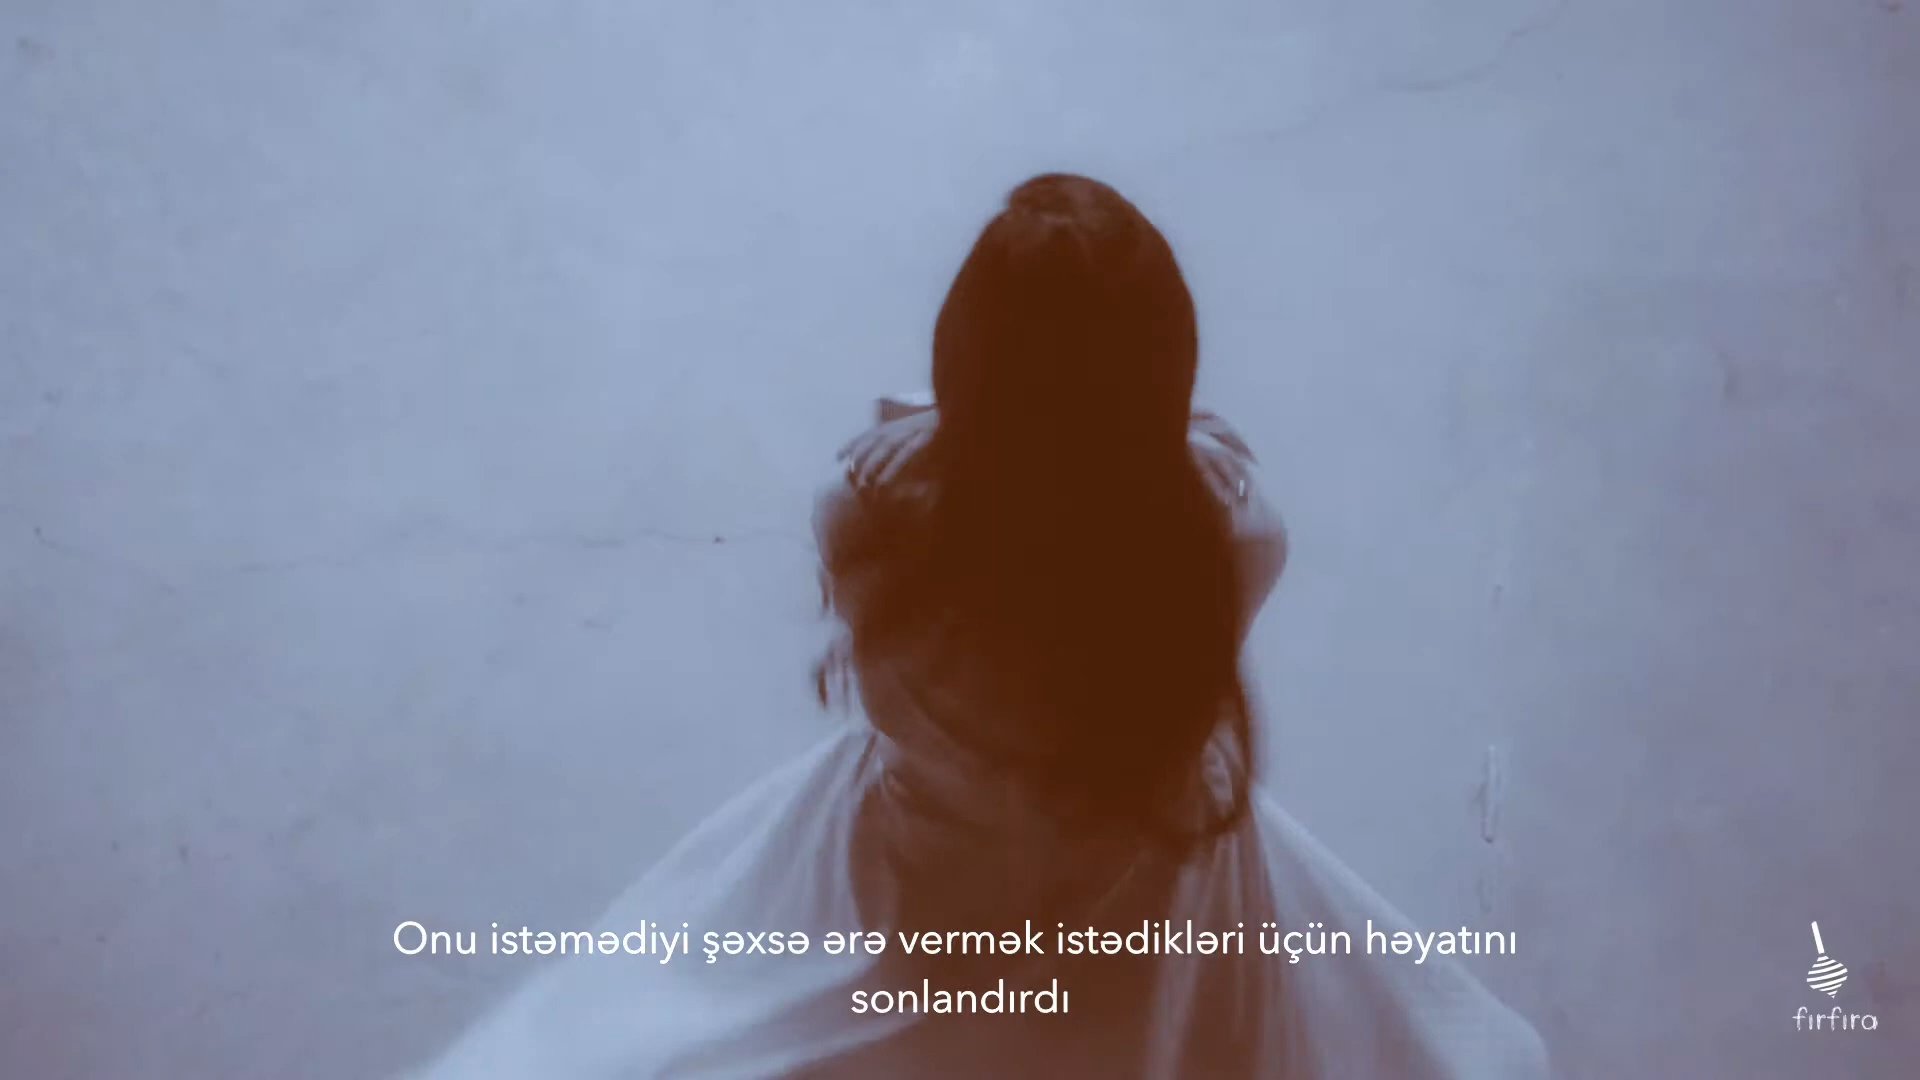 Onu istəmədiyi şəxsə ərə vermək istədikləri üçün həyatını
sonlandırdı
fırfıra